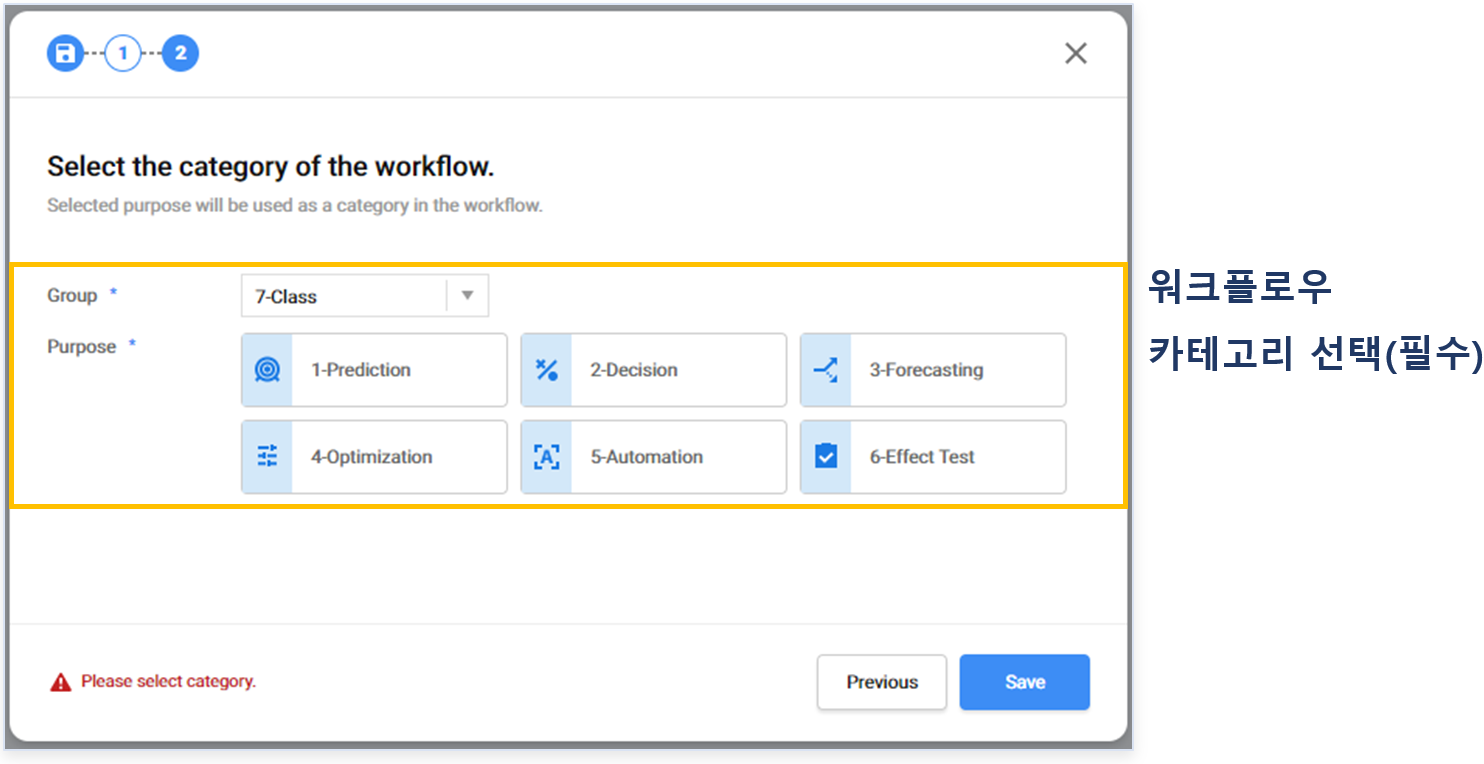 1
2
Select the category of the workflow.
Selected purpose will be used as a category in the workflow.
Group *
7-Class
Purpose *
1-Prediction
2-Decision
3-Forecasting
4-Optimization
A
5-Automation
6-Effect Test
워크플로우
카테고리 선택(필수)
Please select category.
Previous
Save